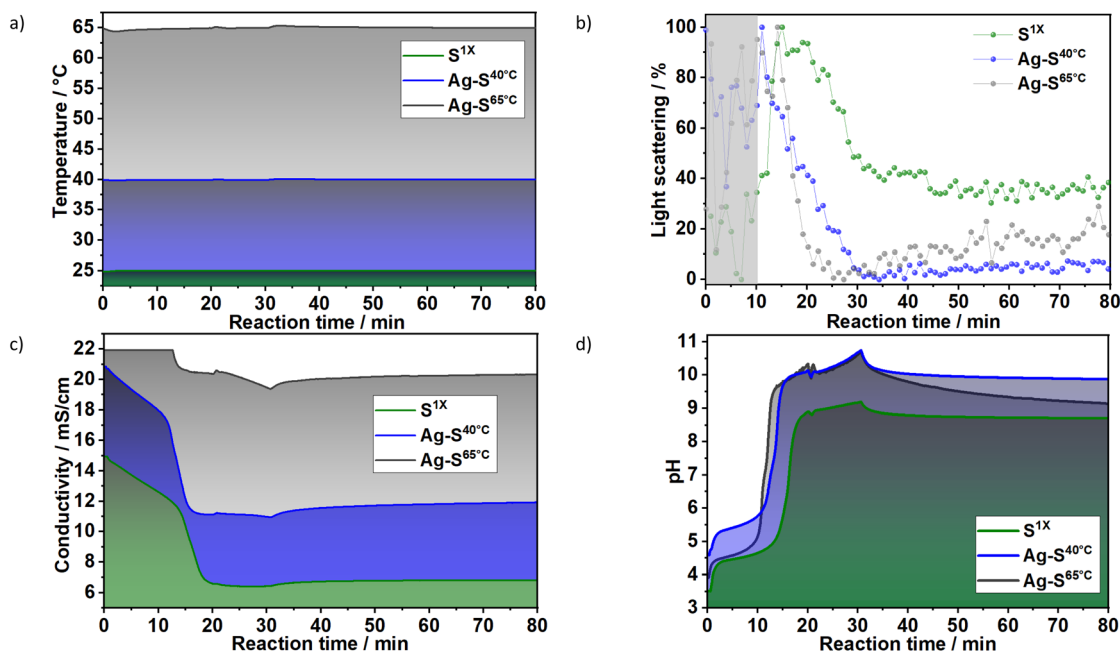 a)
Temperature / °C
65
60
55
50
45
40
35
30
25
S1X
Ag-S40°C
Ag-S65°C
0 10 20 30 40 50 60 70 80
Reaction time / min
b)
Light scattering / %
100
80
60
40
20
0
S1X
Ag-S40°C
Ag-S65°C
0 10 20 30 40 50 60 70 80
Reaction time / min
c)
Conductivity / mS/cm
22
20
18
16
14
12
10
8
6
S1X
Ag-S40°C
Ag-S65°C
0 10 20 30 40 50 60 70 80
Reaction time / min
d)
pH
11
10
9
8
7
6
5
4
3
S1X
Ag-S40°C
Ag-S65°C
0 10 20 30 40 50 60 70 80
Reaction time / min